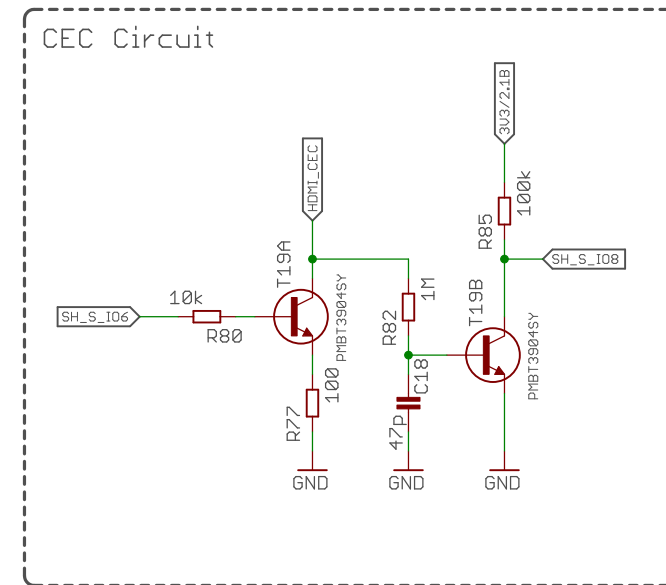 CEC Circuit
3V3/2.1B
HDMI_CEC
100k
R85
SH_S_IO8
T19A
10k
SH_S_IO6
R80
PMBT3904SY
1M
R82
T19B
PMBT3904SY
100
R77
C18
47p
GND
GND
GND